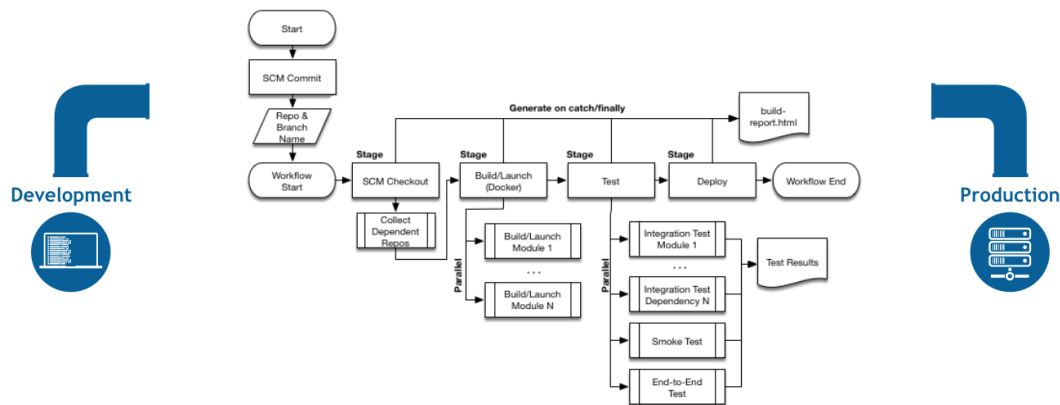 Start
SCM Commit
Repo &
Branch
Name
Generate on catch/finally
build-
report.html
Stage
Stage
Stage
Stage
Workflow
Start
SCM Checkout
Build/Launch
(Docker)
Test
Deploy
Workflow End
Development
Production
Collect
Dependent
Repos
Parallel
Build/Launch
Module 1
...
Build/Launch
Module N
Parallel
Integration Test
Module 1
...
Integration Test
Dependency N
Smoke Test
End-to-End
Test
Test Results